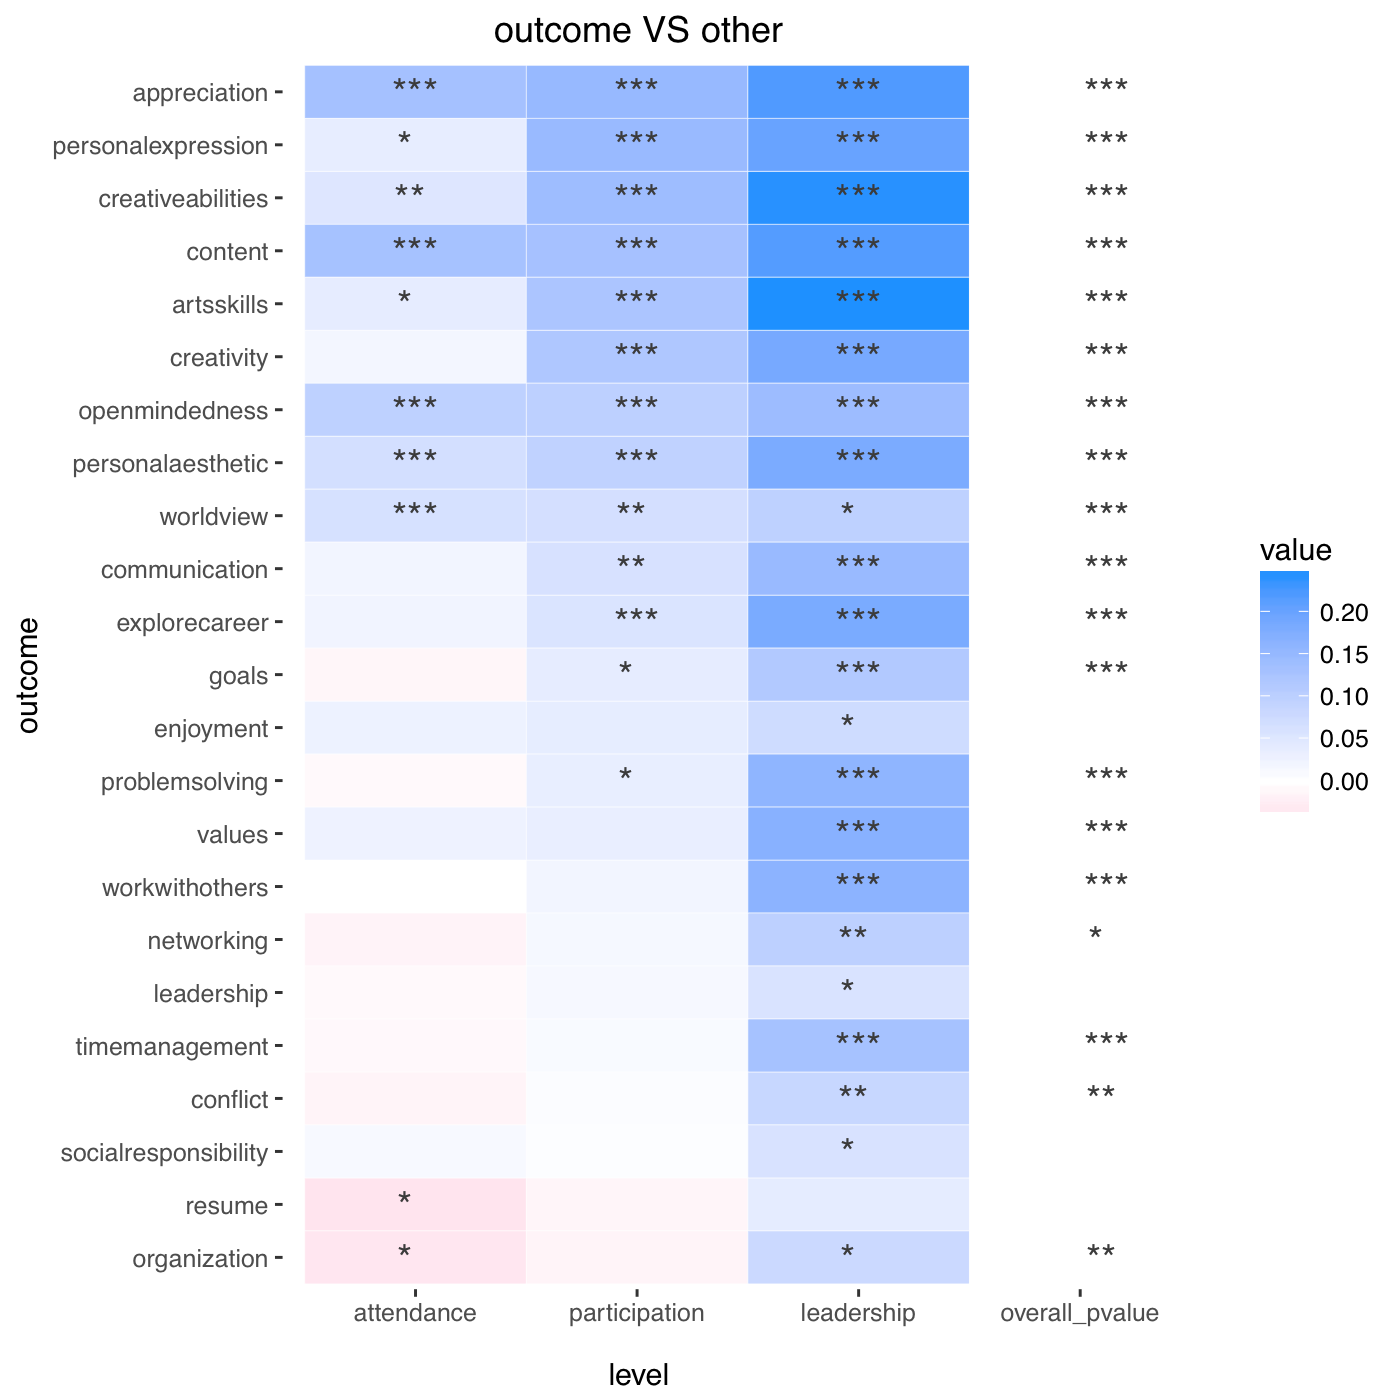 outcome VS other
appreciation *** *** *** ***
personalexpression * *** *** ***
creativeabilities ** *** *** ***
content *** *** *** ***
artsskills * *** *** ***
creativity *** *** ***
openmindedness *** *** *** ***
personalaesthetic *** *** *** ***
worldview *** ** * ***
communication ** *** ***
explorecareer *** *** ***
goals * *** ***
enjoyment *
problemsolving * *** ***
values *** ***
workwithothers *** ***
networking ** *
leadership *
timemanagement *** ***
conflict ** **
socialresponsibility *
resume *
organization * * **
attendance participation leadership overall_pvalue
level
outcome
value
0.20
0.15
0.10
0.05
0.00